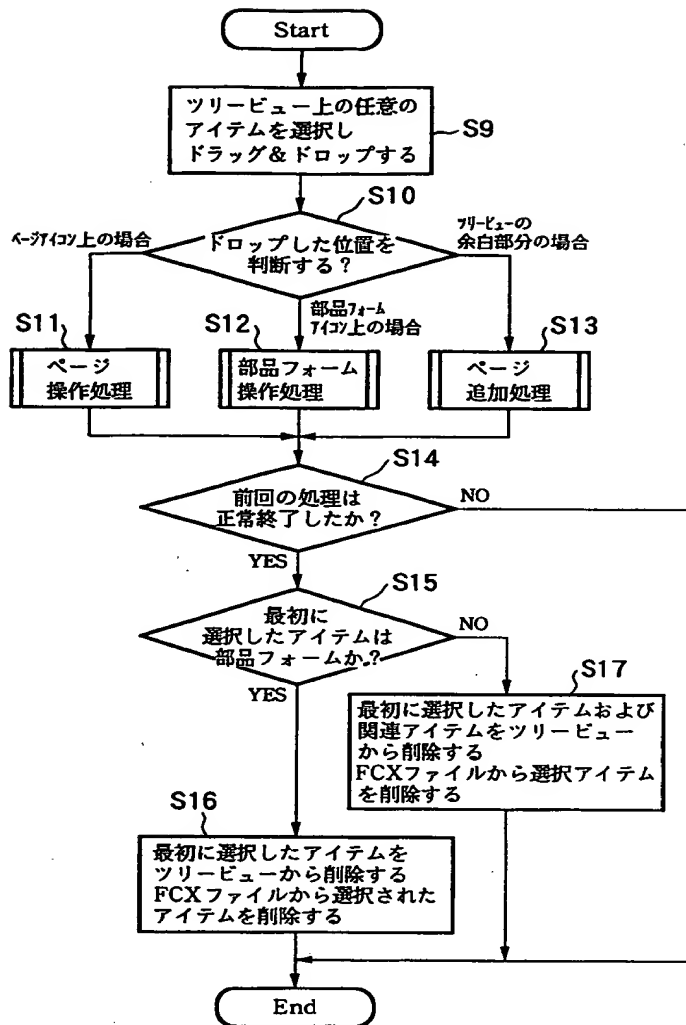 Start
ツリービュー上の任意の
アイテムを選択し
ドラッグ&ドロップする
S9
S10
ドロップした位置を
判断する?
ページアイコン上の場合
フリービューの
余白部分の場合
部品フォーム
アイコン上の場合
S11
ページ
操作処理
S12
部品フォーム
操作処理
S13
ページ
追加処理
S14
前回の処理は
正常終了したか?
NO
YES
S15
最初に
選択したアイテムは
部品フォームか?
NO
YES
S17
最初に選択したアイテムおよび
関連アイテムをツリービュー
から削除する
FCXファイルから選択アイテム
を削除する
S16
最初に選択したアイテムを
ツリービューから削除する
FCXファイルから選択された
アイテムを削除する
End